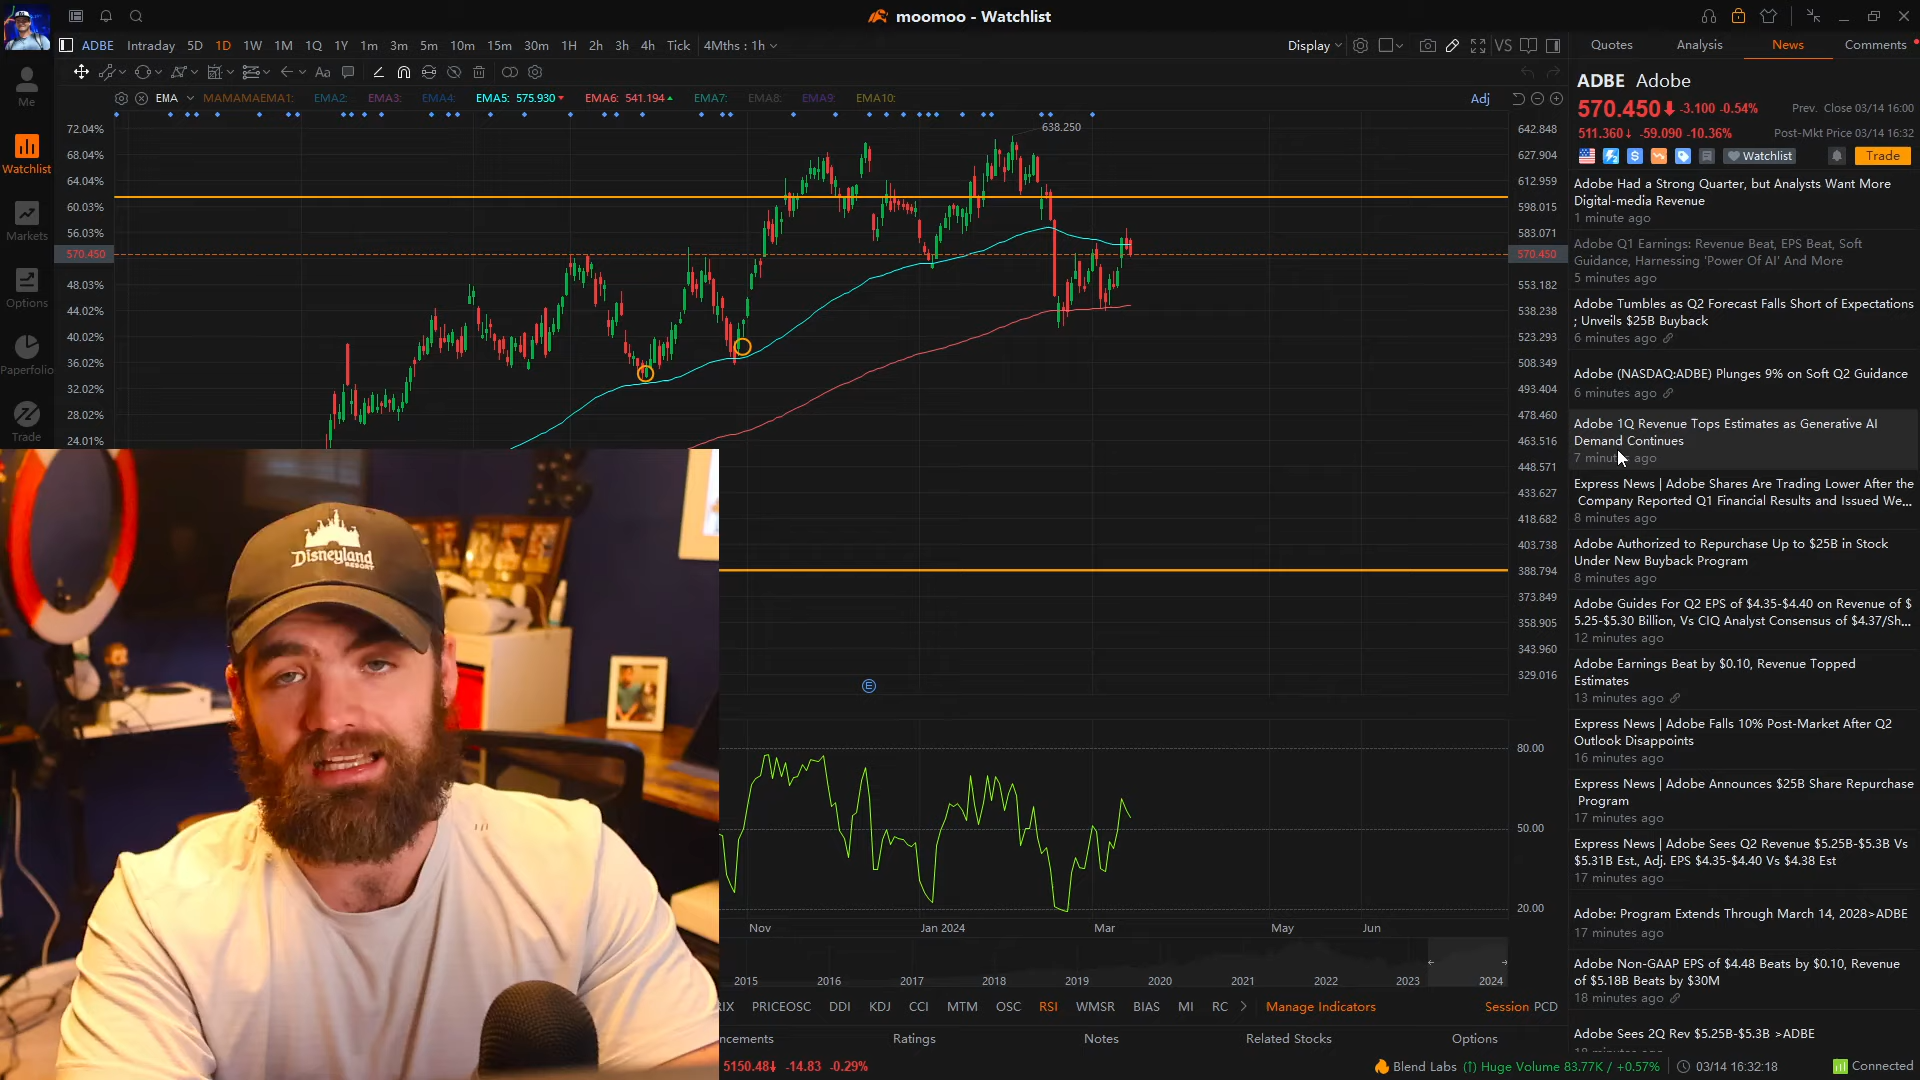 moomoo - Watchlist
ADBE Intraday 5D 1D 1W 1M 1Q 1Y 1m 3m 5m 10m 15m 30m 1H 2h 3h 4h Tick 4Mths : 1h
Display VS
Quotes Analysis News Comments
Me
Watchlist
Markets
Options
Paperfolio
Trade
Aa
EMA MAMAMAEMA1: EMA2: EMA3: EMA4: EMA5: 575.930 EMA6: 541.194 EMA7: EMA8: EMA9: EMA10:
Adj
638.250
72.04%
68.04%
64.04%
60.03%
56.03%
570.450
48.03%
44.02%
40.02%
36.02%
32.02%
28.02%
24.01%
642.848
627.904
612.959
598.015
583.071
570.450
553.182
538.238
523.293
508.349
493.404
478.460
463.516
448.571
433.627
418.682
403.738
388.794
373.849
358.905
343.960
329.016
E
80.00
50.00
20.00
Nov Jan 2024 Mar May Jun
2015 2016 2017 2018 2019 2020 2021 2022 2023 2024
IX PRICEOSC DDI KDJ CCI MTM OSC RSI WMSR BIAS MI RC Manage Indicators Session PCD
ncements Ratings Notes Related Stocks Options
5150.48 -14.83 -0.29%
Blend Labs Huge Volume 83.77K / +0.57% 03/14 16:32:18 Connected
Disneyland
RESORT
ADBE Adobe
570.450 -3.100 -0.54% Prev. Close 03/14 16:00
511.360 -59.090 -10.36% Post-Mkt Price 03/14 16:32
Watchlist Trade
Adobe Had a Strong Quarter, but Analysts Want More
Digital-media Revenue
1 minute ago
Adobe Q1 Earnings: Revenue Beat, EPS Beat, Soft
Guidance, Harnessing 'Power Of AI' And More
5 minutes ago
Adobe Tumbles as Q2 Forecast Falls Short of Expectations
; Unveils $25B Buyback
6 minutes ago
Adobe (NASDAQ:ADBE) Plunges 9% on Soft Q2 Guidance
6 minutes ago
Adobe 1Q Revenue Tops Estimates as Generative AI
Demand Continues
7 minutes ago
Express News | Adobe Shares Are Trading Lower After the
Company Reported Q1 Financial Results and Issued We...
8 minutes ago
Adobe Authorized to Repurchase Up to $25B in Stock
Under New Buyback Program
8 minutes ago
Adobe Guides For Q2 EPS of $4.35-$4.40 on Revenue of $
5.25-$5.30 Billion, Vs CIQ Analyst Consensus of $4.37/Sh...
12 minutes ago
Adobe Earnings Beat by $0.10, Revenue Topped
Estimates
13 minutes ago
Express News | Adobe Falls 10% Post-Market After Q2
Outlook Disappoints
16 minutes ago
Express News | Adobe Announces $25B Share Repurchase
Program
17 minutes ago
Express News | Adobe Sees Q2 Revenue $5.25B-$5.3B Vs
$5.31B Est., Adj. EPS $4.35-$4.40 Vs $4.38 Est
17 minutes ago
Adobe: Program Extends Through March 14, 2028>ADBE
17 minutes ago
Adobe Non-GAAP EPS of $4.48 Beats by $0.10, Revenue
of $5.18B Beats by $30M
18 minutes ago
Adobe Sees 2Q Rev $5.25B-$5.3B >ADBE